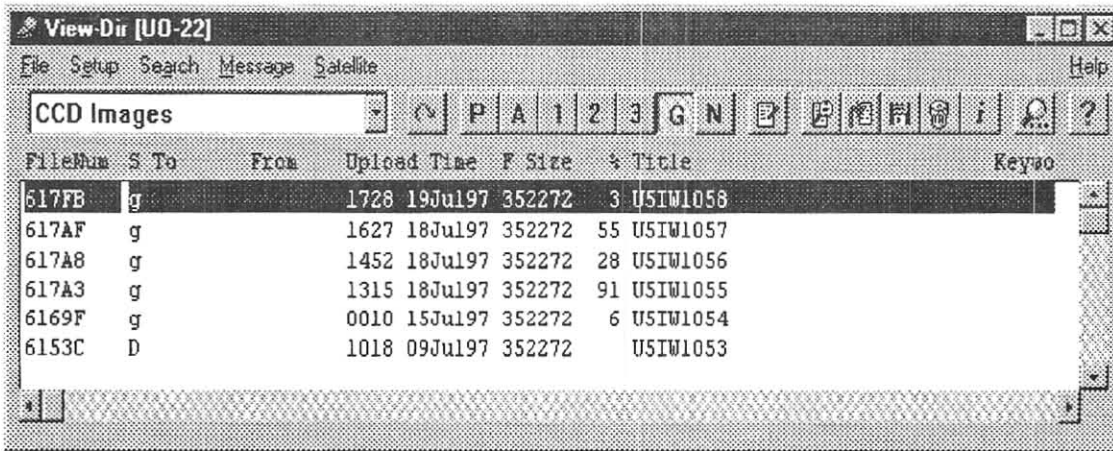 View-Dir [UO-22]
File Setup Search Message Satellite Help
CCD Images P A 1 2 3 G N i ?
FileNum S To From Upload Time F Size % Title Keywo
617FB g 1728 19Jul97 352272 3 U5IW1058
617AF g 1627 18Jul97 352272 55 U5IW1057
617A8 g 1452 18Jul97 352272 28 U5IW1056
617A3 g 1315 18Jul97 352272 91 U5IW1055
6169F g 0010 15Jul97 352272 6 U5IW1054
6153C D 1018 09Jul97 352272 U5IW1053